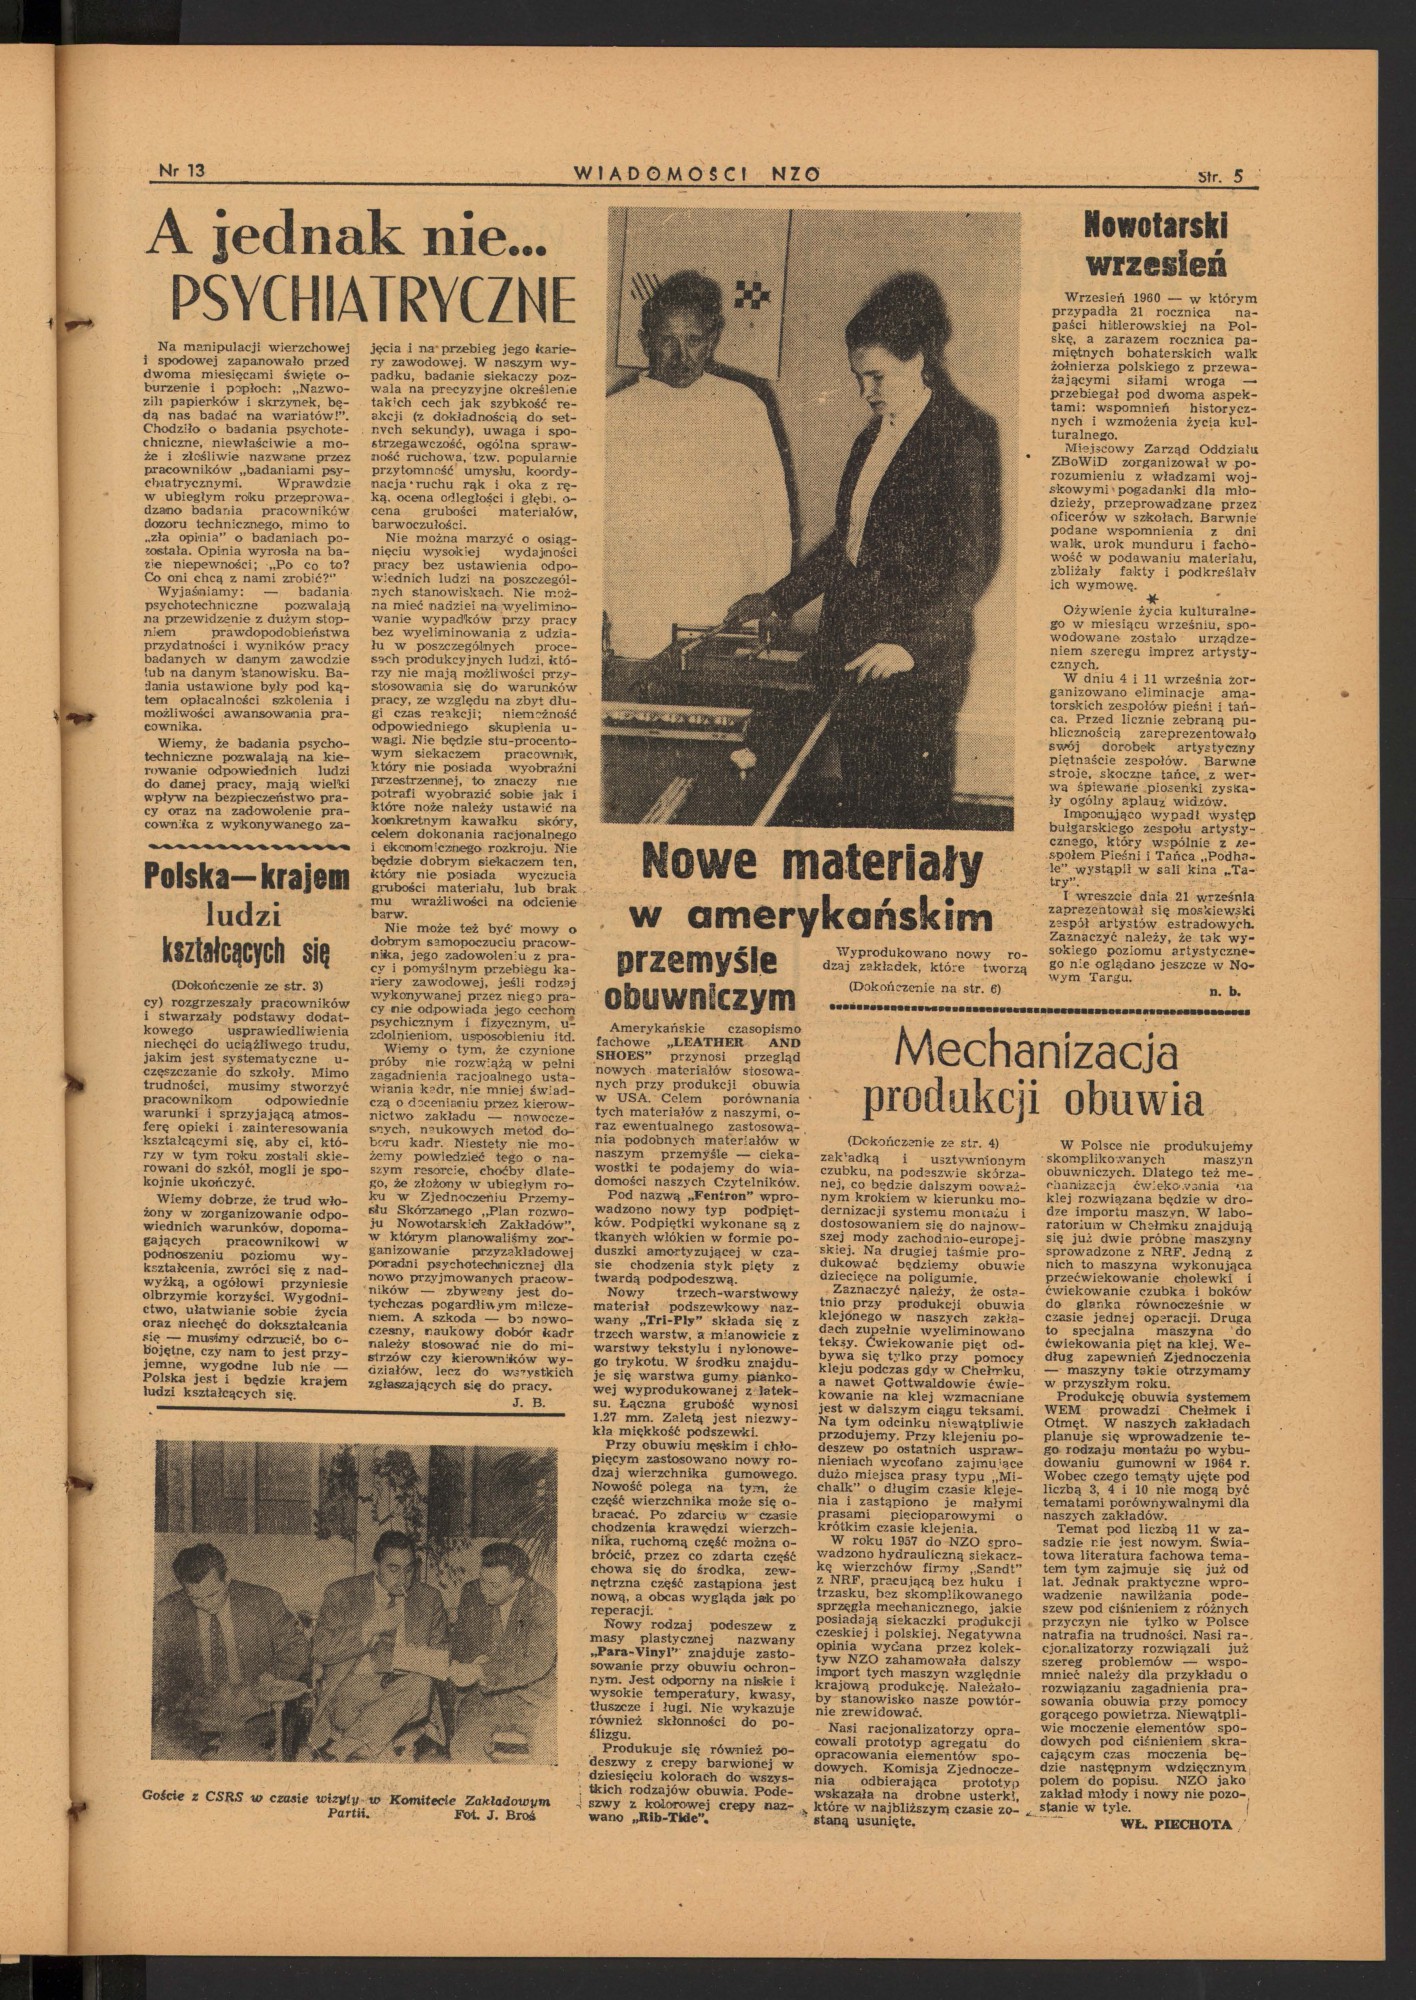 Nr 13
WIADOMOŚCI NZO
Str. 5
A jednak nie...
PSYCHIATRYCZNE
Na manipulacji wierzchowej
i spodowej zapanowało przed
dwoma miesięcami święte o-
burzenie i popłoch: „Nazwo-
zili papierków i skrzynek, bę-
dą nas badać na wariatów!”.
Chodziło o badania psychote-
chniczne, niewłaściwie a mo-
że i złośliwie nazwane przez
pracowników „badaniami psy-
chiatrycznymi. Wprawdzie
w ubiegłym roku przeprowa-
dzano badania pracowników
dozoru technicznego, mimo to
„zła opinia” o badaniach po-
została. Opinia wyrosła na ba-
zie niepewności; „Po co to?
Co oni chcą z nami zrobić?”
Wyjaśniamy: — badania
psychotechniczne pozwalają
na przewidzenie z dużym stop-
niem prawdopodobieństwa
przydatności i wyników pracy
badanych w danym zawodzie
lub na danym stanowisku. Ba-
dania ustawione były pod ką-
tem opłacalności szkolenia i
możliwości awansowania pra-
cownika.
Wiemy, że badania psycho-
techniczne pozwalają na kie-
rowanie odpowiednich ludzi
do danej pracy, mają wielki
wpływ na bezpieczeństwo pra-
cy oraz na zadowolenie pra-
cownika z wykonywanego za-
jęcia i na przebieg jego karie-
ry zawodowej. W naszym wy-
padku, badanie siekaczy poz-
wala na precyzyjne określenie
takich cech jak szybkość re-
akcji (z dokładnością do set-
nych sekundy), uwaga i spo-
strzegawczość, ogólna spraw-
ność ruchowa, tzw. popularnie
przytomność umysłu, koordy-
nacja ruchu rąk i oka z rę-
ką, ocena odległości i głębi, o-
cena grubości materiałów,
barwoczułości.
Nie można marzyć o osiąg-
nięciu wysokiej wydajności
pracy bez ustawienia odpo-
wiednich ludzi na poszczegól-
nych stanowiskach. Nie moż-
na mieć nadziei na wyelimino-
wanie wypadków przy pracy
bez wyeliminowania z udzia-
łu w poszczególnych proce-
sach produkcyjnych ludzi, któ-
rzy nie mają możliwości przy-
stosowania się do warunków
pracy, ze względu na zbyt dłu-
gi czas reakcji; niemożność
odpowiedniego skupienia u-
wagi. Nie będzie stu-procento-
wym siekaczem pracownik,
który nie posiada wyobraźni
przestrzennej, to znaczy nie
potrafi wyobrazić sobie jak i
które noże należy ustawić na
konkretnym kawałku skóry,
celem dokonania racjonalnego
i ekonomicznego rozkroju. Nie
będzie dobrym siekaczem ten,
który nie posiada wyczucia
grubości materiału, lub brak
mu wrażliwości na odcienie
barw.
Nie może też być mowy o
dobrym samopoczuciu pracow-
nika, jego zadowoleniu z pra-
cy i pomyślnym przebiegu ka-
riery zawodowej, jeśli rodzaj
wykonywanej przez niego pra-
cy nie odpowiada jego cechom
psychicznym i fizycznym, u-
zdolnieniom, usposobieniu itd.
Wiemy o tym, że czynione
próby nie rozwiążą w pełni
zagadnienia racjoalnego usta-
wiania kadr, nie mniej świad-
czą o docenianiu przez kierow-
nictwo zakładu — nowocze-
snych, naukowych metod do-
boru kadr. Niestety nie mo-
żemy powiedzieć tego o na-
szym resorcie, choćby dlate-
go, że złożony w ubiegłym ro-
ku w Zjednoczeniu Przemy-
słu Skórzanego „Plan rozwo-
ju Nowotarskich Zakładów”,
w którym planowaliśmy zor-
ganizowanie przyzakładowej
poradni psychotechnicznej dla
nowo przyjmowanych pracow-
ników — zbywany jest do-
tychczas pogardliwym milcze-
niem. A szkoda — bo nowo-
czesny, naukowy dobór kadr
należy stosować nie do mi-
strzów czy kierowników wy-
działów, lecz do wszystkich
zgłaszających się do pracy.
J. B.
Polska — krajem
ludzi
kształcących się
(Dokończenie ze str. 3)
cy) rozgrzeszały pracowników
i stwarzały podstawy dodat-
kowego usprawiedliwienia
niechęci do uciążliwego trudu,
jakim jest systematyczne u-
częszczanie do szkoły. Mimo
trudności, musimy stworzyć
pracownikom odpowiednie
warunki i sprzyjającą atmos-
ferę opieki i zainteresowania
kształcącymi się, aby ci, któ-
rzy w tym roku zostali skie-
rowani do szkół, mogli je spo-
kojnie ukończyć.
Wiemy dobrze, że trud wło-
żony w zorganizowanie odpo-
wiednich warunków, dopoma-
gających pracownikowi w
podnoszeniu poziomu wy-
kształcenia, zwróci się z nad-
wyżką, a ogółowi przyniesie
olbrzymie korzyści. Wygodni-
ctwo, ułatwianie sobie życia
oraz niechęć do dokształcania
się — musimy odrzucić, bo o-
bojętne, czy nam to jest przy-
jemne, wygodne lub nie —
Polska jest i będzie krajem
ludzi kształcących się.
Goście z CSRS w czasie wizyty w Komitecie Zakładowym
Partii. Fot. J. Broś
Nowe materiały
w amerykańskim
przemyśle
obuwniczym
Amerykańskie czasopismo
fachowe „LEATHER AND
SHOES” przynosi przegląd
nowych materiałów stosowa-
nych przy produkcji obuwia
w USA. Celem porównania
tych materiałów z naszymi, o-
raz ewentualnego zastosowa-
nia podobnych materiałów w
naszym przemyśle — cieka-
wostki te podajemy do wia-
domości naszych Czytelników.
Pod nazwą „Fentron” wpro-
wadzono nowy typ podpięt-
ków. Podpiętki wykonane są z
tkanych włókien w formie po-
duszki amortyzującej w cza-
sie chodzenia styk pięty z
twardą podpodeszwą.
Nowy trzech-warstwowy
materiał podszewkowy naz-
wany „Tri-Ply” składa się z
trzech warstw, a mianowicie z
warstwy tekstylu i nylonowe-
go trykotu. W środku znajdu-
je się warstwa gumy pianko-
wej wyprodukowanej z latek-
su. Łączna grubość wynosi
1.27 mm. Zaletą jest niezwy-
kła miękkość podszewki.
Przy obuwiu męskim i chło-
pięcym zastosowano nowy ro-
dzaj wierzchnika gumowego.
Nowość polega na tym, że
część wierzchnika może się o-
bracać. Po zdarciu w czasie
chodzenia krawędzi wierzch-
nika, ruchomą część można o-
brócić, przez co zdarta część
chowa się do środka, zew-
nętrzna część zastąpiona jest
nową, a obcas wygląda jak po
reperacji.
Nowy rodzaj podeszew z
masy plastycznej nazwany
„Para-Vinyl” znajduje zasto-
sowanie przy obuwiu ochron-
nym. Jest odporny na niskie i
wysokie temperatury, kwasy,
tłuszcze i ługi. Nie wykazuje
również skłonności do po-
ślizgu.
Produkuje się również po-
deszwy z crepy barwionej w
dziesięciu kolorach do wszys-
tkich rodzajów obuwia. Pode-
szwy z kolorowej crepy naz-
wano „Rib-Tide”.
Wyprodukowano nowy ro-
dzaj zakładek, które tworzą
(Dokończenie na str. 6)
Nowotarski
wrzesień
Wrzesień 1960 — w którym
przypadła 21 rocznica na-
paści hitlerowskiej na Pol-
skę, a zarazem rocznica pa-
miętnych bohaterskich walk
żołnierza polskiego z przewa-
żającymi siłami wroga —
przebiegał pod dwoma aspek-
tami: wspomnień historycz-
nych i wzmożenia życia kul-
turalnego.
Miejscowy Zarząd Oddziału
ZBoWiD zorganizował w po-
rozumieniu z władzami woj-
skowymi pogadanki dla mło-
dzieży, przeprowadzane przez
oficerów w szkołach. Barwnie
podane wspomnienia z dni
walk, urok munduru i facho-
wość w podawaniu materiału,
zbliżały fakty i podkreślały
ich wymowę.
*
Ożywienie życia kulturalne-
go w miesiącu wrześniu, spo-
wodowane zostało urządze-
niem szeregu imprez artysty-
cznych.
W dniu 4 i 11 września zor-
ganizowano eliminacje ama-
torskich zespołów pieśni i tań-
ca. Przed licznie zebraną pu-
blicznością zareprezentowało
swój dorobek artystyczny
piętnaście zespołów. Barwne
stroje, skoczne tańce, z wer-
wą śpiewane piosenki zyska-
ły ogólny aplauz widzów.
Imponująco wypadł występ
bułgarskiego zespołu artysty-
cznego, który wspólnie z ze-
społem Pieśni i Tańca „Podha-
le” wystąpił w sali kina „Ta-
try”.
I wreszcie dnia 21 września
zaprezentował się moskiewski
zespół artystów estradowych.
Zaznaczyć należy, że tak wy-
sokiego poziomu artystyczne-
go nie oglądano jeszcze w No-
wym Targu.
n. b.
Mechanizacja
produkcji obuwia
(Dokończenie ze str. 4)
zakładką i usztywnionym
czubku, na podeszwie skórza-
nej, co będzie dalszym poważ-
nym krokiem w kierunku mo-
dernizacji systemu montażu i
dostosowaniem się do najnow-
szej mody zachodnio-europej-
skiej. Na drugiej taśmie pro-
dukować będziemy obuwie
dziecięce na poligumie.
Zaznaczyć należy, że osta-
tnio przy produkcji obuwia
klejonego w naszych zakła-
dach zupełnie wyeliminowano
teksy. Ćwiekowanie pięt od-
bywa się tylko przy pomocy
kleju podczas gdy w Chełmku,
a nawet Gottwaldowie ćwie-
kowanie na klej wzmacniane
jest w dalszym ciągu teksami.
Na tym odcinku niewątpliwie
przodujemy. Przy klejeniu po-
deszew po ostatnich uspraw-
nieniach wycofano zajmujące
dużo miejsca prasy typu „Mi-
chalk” o długim czasie kleje-
nia i zastąpiono je małymi
prasami pięcioparowymi o
krótkim czasie klejenia.
W roku 1957 do NZO spro-
wadzono hydrauliczną siekacz-
kę wierzchów firmy „Sandt”
z NRF, pracującą bez huku i
trzasku, bez skomplikowanego
sprzęgła mechanicznego, jakie
posiadają siekaczki produkcji
czeskiej i polskiej. Negatywna
opinia wydana przez kolek-
tyw NZO zahamowała dalszy
import tych maszyn względnie
krajową produkcję. Należało-
by stanowisko nasze powtór-
nie zrewidować.
Nasi racjonalizatorzy opra-
cowali prototyp agregatu do
opracowania elementów spo-
dowych. Komisja Zjednocze-
nia odbierająca prototyp
wskazała na drobne usterki,
które w najbliższym czasie zo-
staną usunięte.
W Polsce nie produkujemy
skomplikowanych maszyn
obuwniczych. Dlatego też me-
chanizacja ćwiekowania na
klej rozwiązana będzie w dro-
dze importu maszyn. W labo-
ratorium w Chełmku znajdują
się już dwie próbne maszyny
sprowadzone z NRF. Jedną z
nich to maszyna wykonująca
przećwiekowanie cholewki i
ćwiekowanie czubka i boków
do glanka równocześnie w
czasie jednej operacji. Druga
to specjalna maszyna do
ćwiekowania pięt na klej. We-
dług zapewnień Zjednoczenia
— maszyny takie otrzymamy
w przyszłym roku.
Produkcję obuwia systemem
WEM prowadzi Chełmek i
Otmęt. W naszych zakładach
planuje się wprowadzenie te-
go rodzaju montażu po wybu-
dowaniu gumowni w 1964 r.
Wobec czego tematy ujęte pod
liczbą 3, 4 i 10 nie mogą być
tematami porównywalnymi dla
naszych zakładów.
Temat pod liczbą 11 w za-
sadzie nie jest nowym. Świa-
towa literatura fachowa tema-
tem tym zajmuje się już od
lat. Jednak praktyczne wpro-
wadzenie nawilżania pode-
szew pod ciśnieniem z różnych
przyczyn nie tylko w Polsce
natrafia na trudności. Nasi ra-
cjonalizatorzy rozwiązali już
szereg problemów — wspo-
mnieć należy dla przykładu o
rozwiązaniu zagadnienia pra-
sowania obuwia przy pomocy
gorącego powietrza. Niewątpli-
wie moczenie elementów spo-
dowych pod ciśnieniem skra-
cającym czas moczenia bę-
dzie następnym wdzięcznym
polem do popisu. NZO jako
zakład młody i nowy nie pozo-
stanie w tyle.
WŁ. PIECHOTA